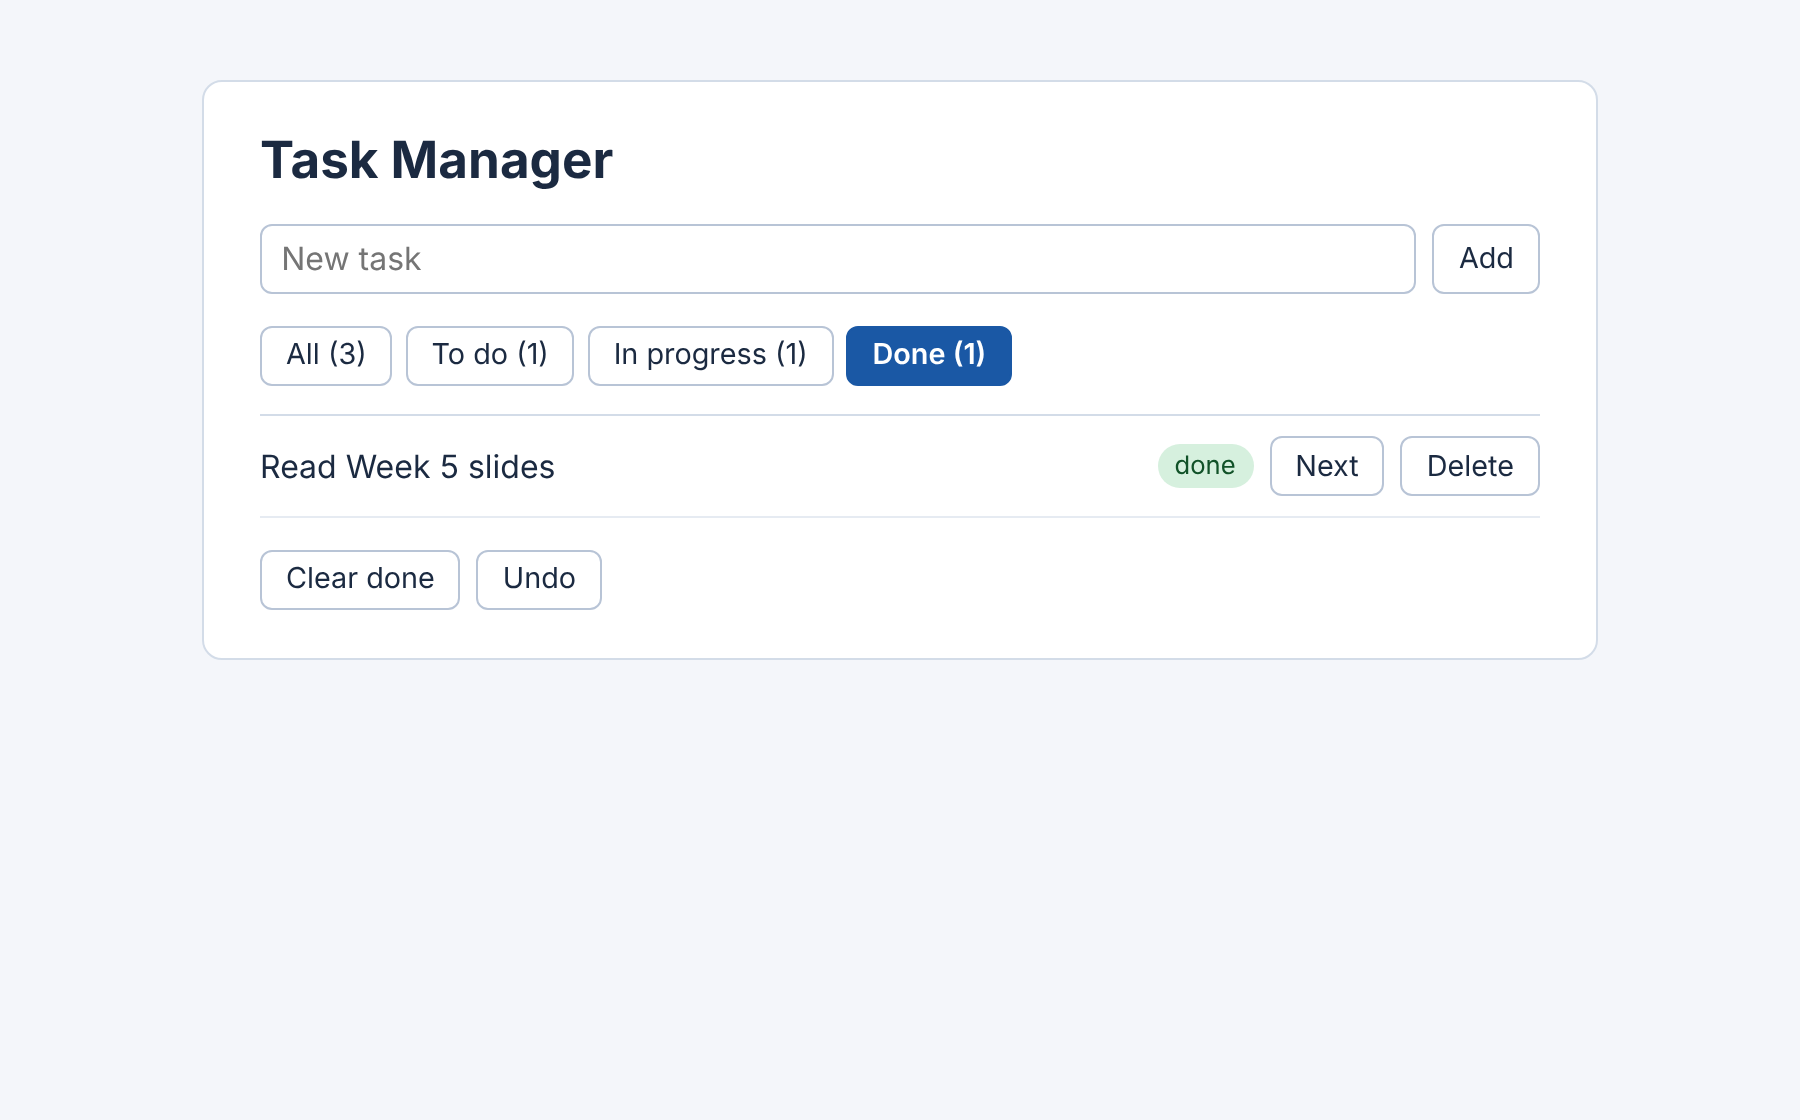 Task Manager
New task Add
All (3) To do (1) In progress (1) Done (1)
Read Week 5 slides done Next Delete
Clear done Undo